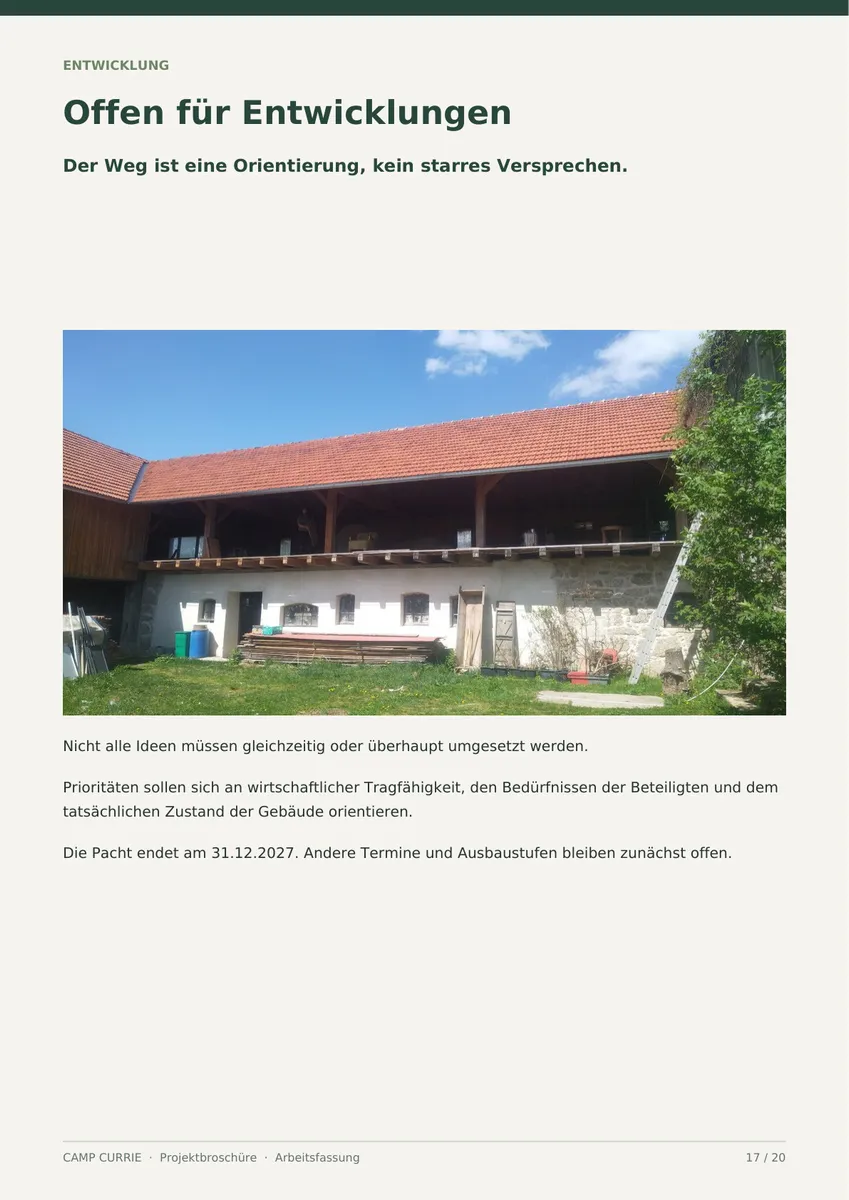 ENTWICKLUNG
Offen für Entwicklungen
Der Weg ist eine Orientierung, kein starres Versprechen.
Nicht alle Ideen müssen gleichzeitig oder überhaupt umgesetzt werden.
Prioritäten sollen sich an wirtschaftlicher Tragfähigkeit, den Bedürfnissen der Beteiligten und dem
tatsächlichen Zustand der Gebäude orientieren.
Die Pacht endet am 31.12.2027. Andere Termine und Ausbaustufen bleiben zunächst offen.
CAMP CURRIE · Projektbroschüre · Arbeitsfassung 17 / 20